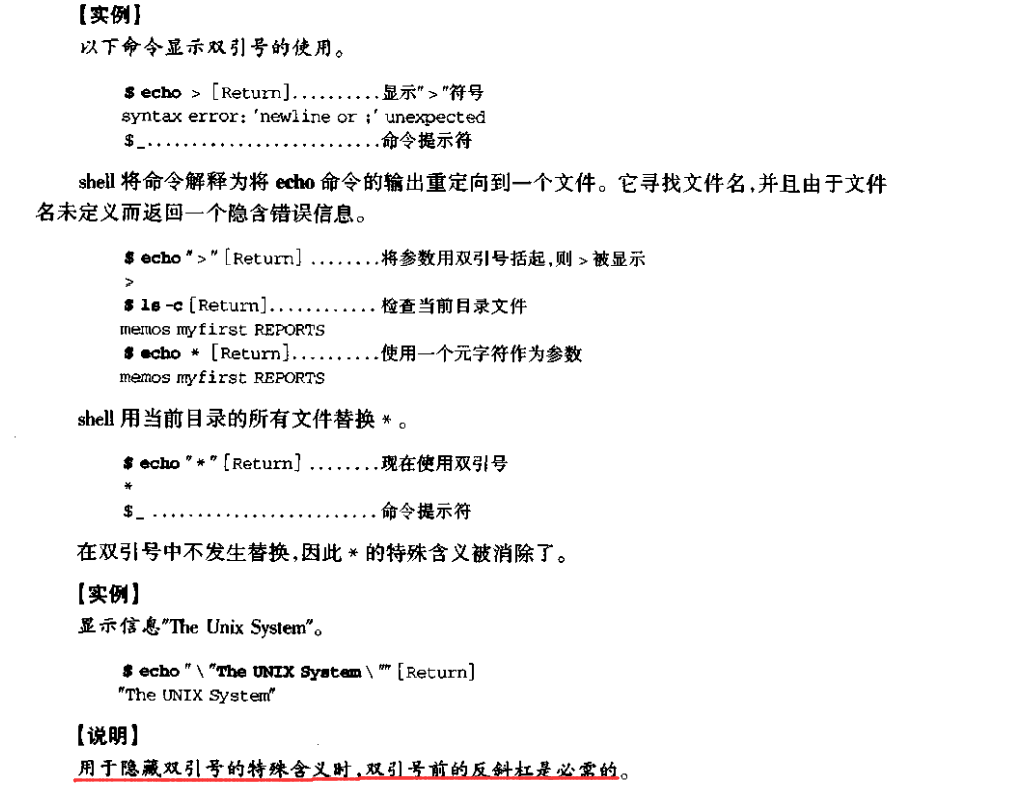 【实例】
以下命令显示双引号的使用。
$ echo > [Return]..........显示">"符号
syntax error: 'newline or ;' unexpected
$_..........................命令提示符
shell 将命令解释为将 echo 命令的输出重定向到一个文件。它寻找文件名,并且由于文件
名未定义而返回一个隐含错误信息。
$ echo ">" [Return] ........将参数用双引号括起,则 > 被显示
>
$ ls -c [Return]............检查当前目录文件
memos myfirst REPORTS
$ echo * [Return]..........使用一个元字符作为参数
memos myfirst REPORTS
shell 用当前目录的所有文件替换 * 。
$ echo "*" [Return] ........现在使用双引号
*
$_ .........................命令提示符
在双引号中不发生替换,因此 * 的特殊含义被消除了。
【实例】
显示信息"The Unix System"。
$ echo "\"The UNIX System\"" [Return]
"The UNIX System"
【说明】
用于隐藏双引号的特殊含义时,双引号前的反斜杠是必需的。